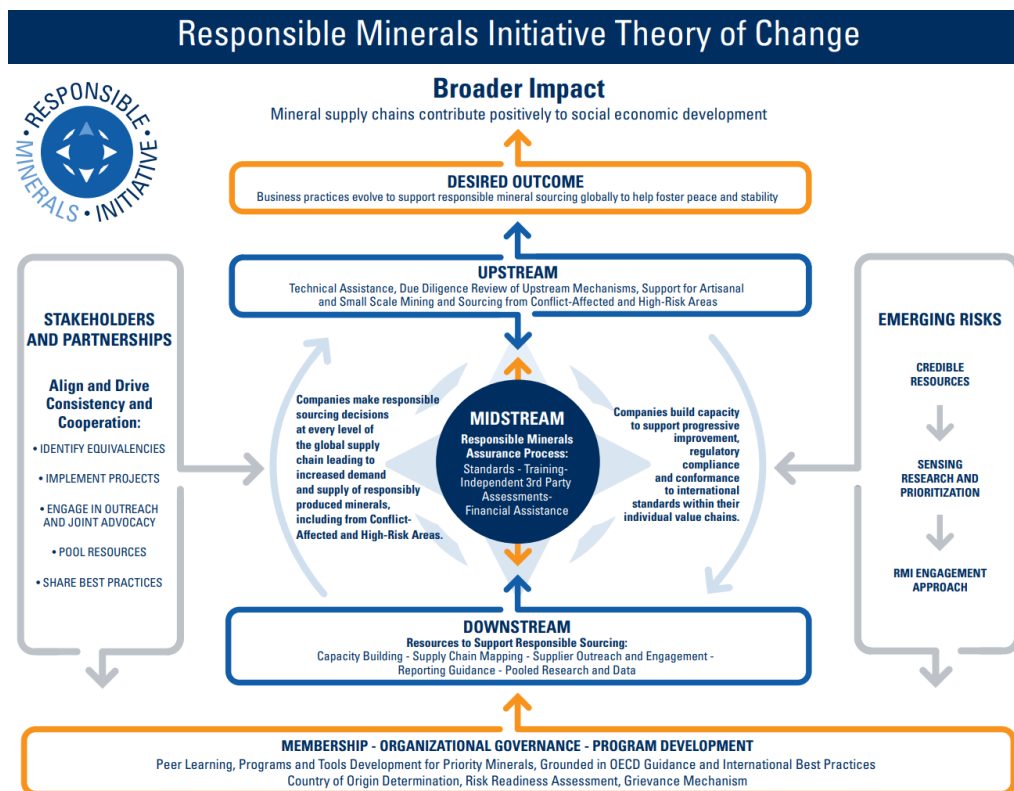 Responsible Minerals Initiative Theory of Change
RESPONSIBLE
MINERALS • INITIATIVE
Broader Impact
Mineral supply chains contribute positively to social economic development
DESIRED OUTCOME
Business practices evolve to support responsible mineral sourcing globally to help foster peace and stability
UPSTREAM
Technical Assistance, Due Diligence Review of Upstream Mechanisms, Support for Artisanal
and Small Scale Mining and Sourcing from Conflict-Affected and High-Risk Areas
STAKEHOLDERS
AND PARTNERSHIPS
Align and Drive
Consistency and
Cooperation:
• IDENTIFY EQUIVALENCIES
• IMPLEMENT PROJECTS
• ENGAGE IN OUTREACH
AND JOINT ADVOCACY
• POOL RESOURCES
• SHARE BEST PRACTICES
Companies make responsible
sourcing decisions
at every level of
the global supply
chain leading to
increased demand
and supply of responsibly
produced minerals,
including from Conflict-
Affected and High-Risk Areas.
MIDSTREAM
Responsible Minerals
Assurance Process:
Standards - Training-
Independent 3rd Party
Assessments-
Financial Assistance
Companies build capacity
to support progressive
improvement,
regulatory
compliance
and conformance
to international
standards within their
individual value chains.
EMERGING RISKS
CREDIBLE
RESOURCES
SENSING
RESEARCH AND
PRIORITIZATION
RMI ENGAGEMENT
APPROACH
DOWNSTREAM
Resources to Support Responsible Sourcing:
Capacity Building - Supply Chain Mapping - Supplier Outreach and Engagement -
Reporting Guidance - Pooled Research and Data
MEMBERSHIP - ORGANIZATIONAL GOVERNANCE - PROGRAM DEVELOPMENT
Peer Learning, Programs and Tools Development for Priority Minerals, Grounded in OECD Guidance and International Best Practices
Country of Origin Determination, Risk Readiness Assessment, Grievance Mechanism